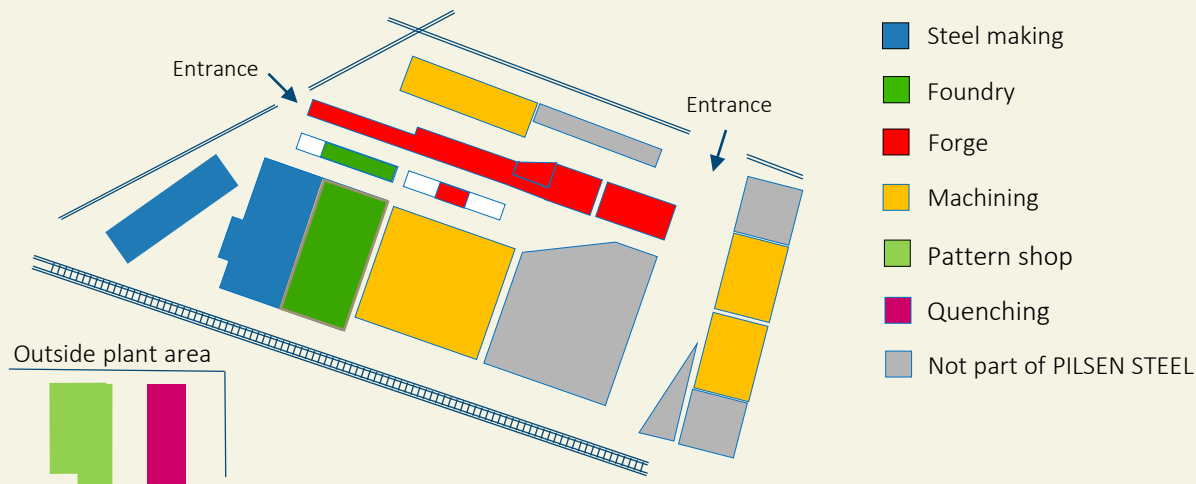 Entrance
Entrance
Outside plant area
Steel making
Foundry
Forge
Machining
Pattern shop
Quenching
Not part of PILSEN STEEL